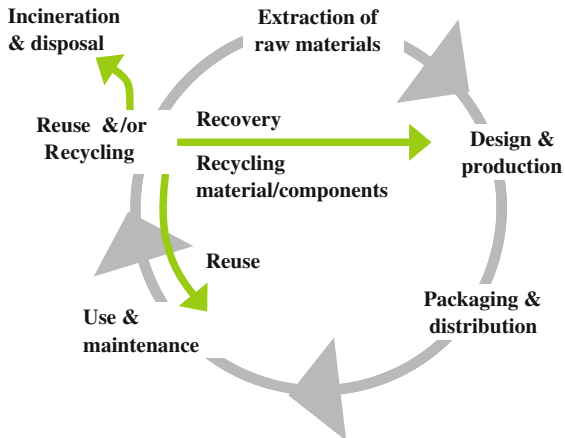 Incineration
& disposal
Extraction of
raw materials
Reuse &/or
Recycling
Recovery
Recycling
material/components
Design &
production
Reuse
Packaging &
distribution
Use &
maintenance